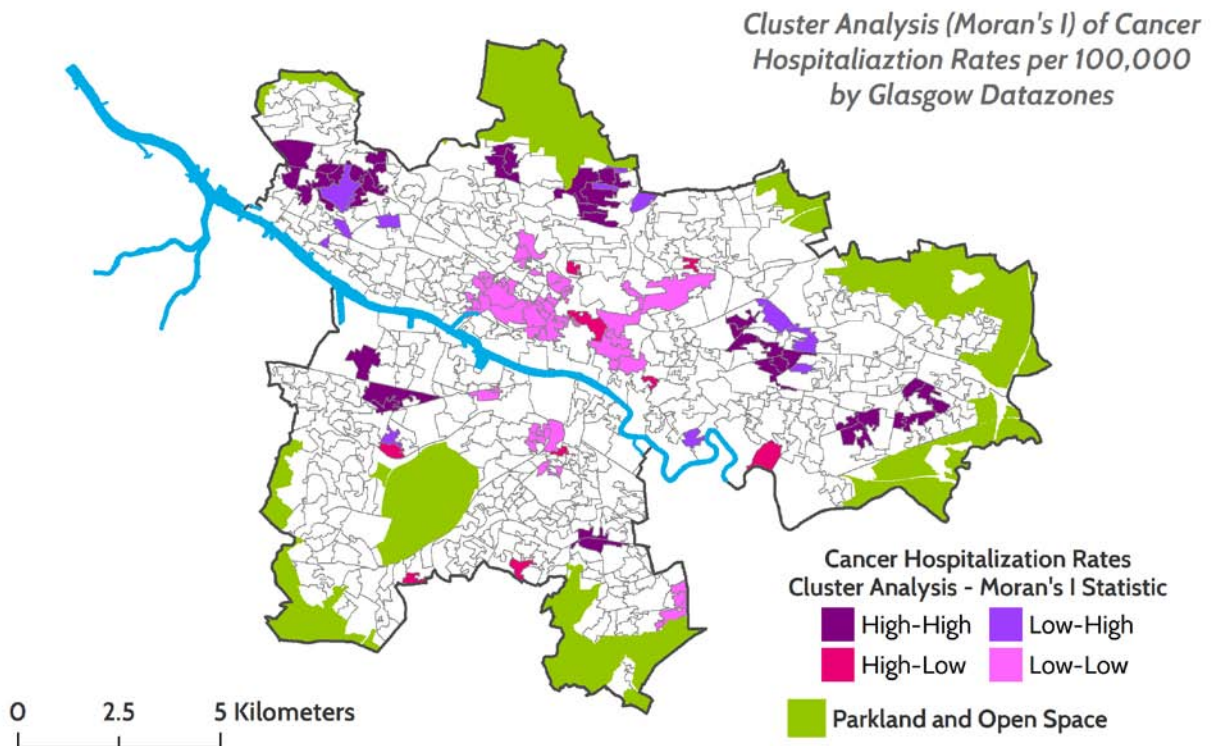 Cluster Analysis (Moran's I) of Cancer
Hospitaliaztion Rates per 100,000
by Glasgow Datazones
Cancer Hospitalization Rates
Cluster Analysis - Moran's I Statistic
High-High Low-High
High-Low Low-Low
Parkland and Open Space
0 2.5 5 Kilometers